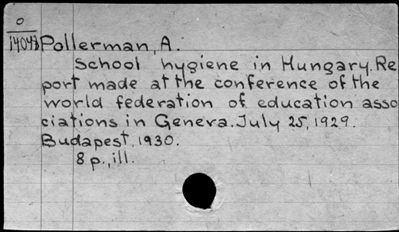 O
14043 Pollerman, A.
School hygiene in Hungary. Re
port made at the conference of the
world federation of education asso
ciations in Geneva. July 25, 1929.
Budapest, 1930.
8 p., ill.